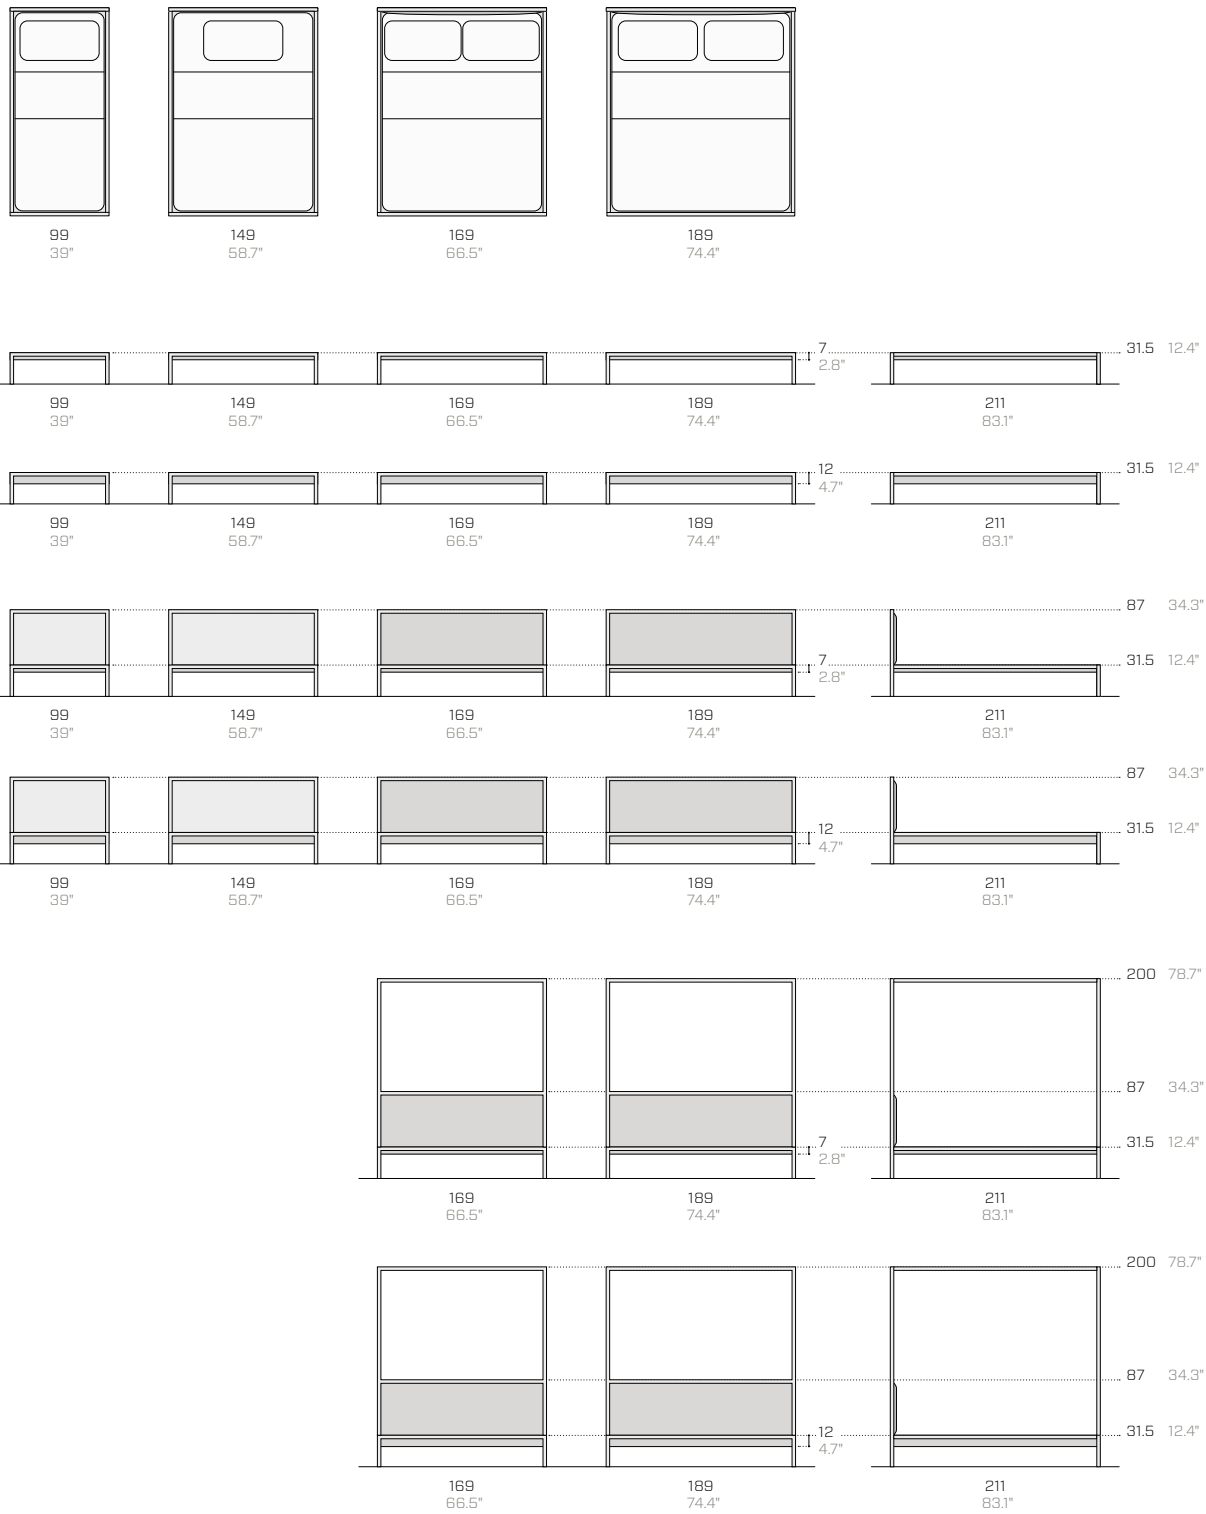 99 149 169 189
39" 58.7" 66.5" 74.4"
7 31.5 12.4"
2.8"
99 149 169 189 211
39" 58.7" 66.5" 74.4" 83.1"
12 31.5 12.4"
4.7"
99 149 169 189 211
39" 58.7" 66.5" 74.4" 83.1"
87 34.3"
7 31.5 12.4"
2.8"
99 149 169 189 211
39" 58.7" 66.5" 74.4" 83.1"
87 34.3"
12 31.5 12.4"
4.7"
99 149 169 189 211
39" 58.7" 66.5" 74.4" 83.1"
200 78.7"
87 34.3"
7 31.5 12.4"
2.8"
169 189 211
66.5" 74.4" 83.1"
200 78.7"
87 34.3"
12 31.5 12.4"
4.7"
169 189 211
66.5" 74.4" 83.1"